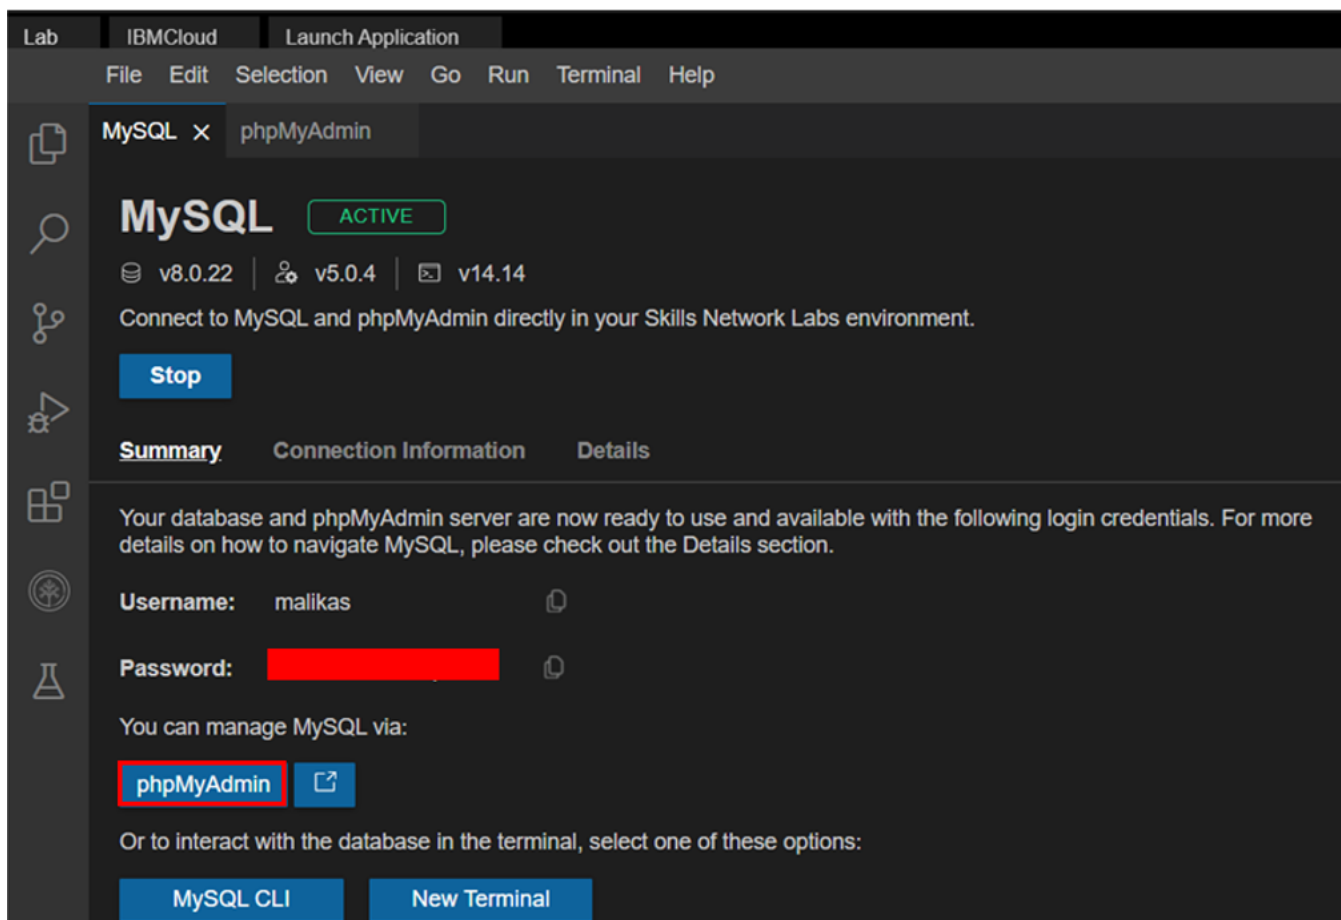 Lab IBMCloud Launch Application
File Edit Selection View Go Run Terminal Help
MySQL phpMyAdmin
MySQL ACTIVE
v8.0.22 v5.0.4 v14.14
Connect to MySQL and phpMyAdmin directly in your Skills Network Labs environment.
Stop
Summary Connection Information Details
Your database and phpMyAdmin server are now ready to use and available with the following login credentials. For more
details on how to navigate MySQL, please check out the Details section.
Username: malikas
Password:
You can manage MySQL via:
phpMyAdmin
Or to interact with the database in the terminal, select one of these options:
MySQL CLI New Terminal